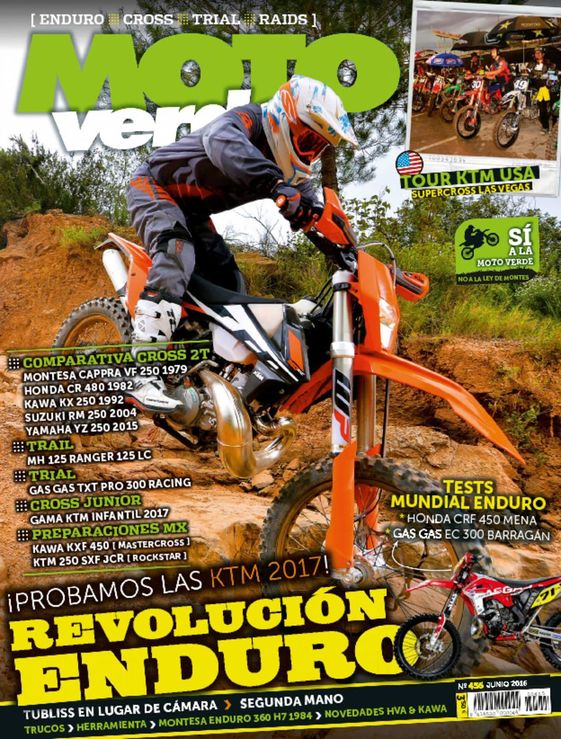 [ ENDURO CROSS TRIAL RAIDS ]
MOTO
verde
TOUR KTM USA
SUPERCROSS LAS VEGAS
SÍ
A LA
MOTO VERDE
NO A LA LEY DE MONTES
COMPARATIVA CROSS 2T
MONTESA CAPPRA VF 250 1979
HONDA CR 480 1982
KAWA KX 250 1992
SUZUKI RM 250 2004
YAMAHA YZ 250 2015
TRAIL
MH 125 RANGER 125 LC
TRIAL
GAS GAS TXT PRO 300 RACING
CROSS JUNIOR
GAMA KTM INFANTIL 2017
PREPARACIONES MX
KAWA KXF 450 [ MASTERCROSS ]
KTM 250 SXF JCR [ ROCKSTAR ]
TESTS
MUNDIAL ENDURO
* HONDA CRF 450 MENA
GAS GAS EC 300 BARRAGÁN
¡PROBAMOS LAS KTM 2017!
REVOLUCIÓN
ENDURO
Nº 456 JUNIO 2016
TUBLISS EN LUGAR DE CÁMARA > SEGUNDA MANO
TRUCOS > HERRAMIENTA > MONTESA ENDURO 360 H7 1984 > NOVEDADES HVA & KAWA